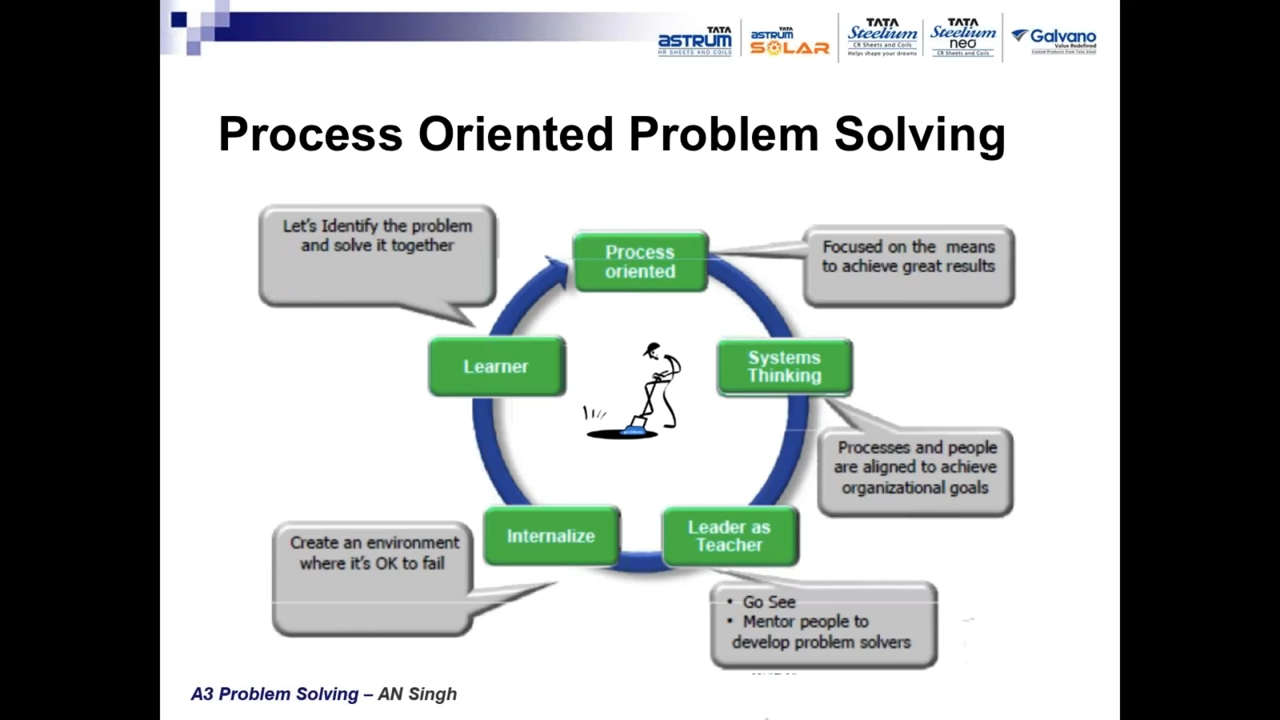 TATA
ASTRUM
HR SHEETS AND COILS
TATA
ASTRUM
SOLAR
TATA
Steelium
CR Sheets and Coils
Helps shape your dreams
TATA
Steelium
neo
CR Sheets and Coils
Galvano
Value Redefined
Coated Products from Tata Steel
Process Oriented Problem Solving
Let's Identify the problem
and solve it together
Process
oriented
Focused on the means
to achieve great results
Learner
Systems
Thinking
Processes and people
are aligned to achieve
organizational goals
Internalize
Leader as
Teacher
Create an environment
where it's OK to fail
• Go See
• Mentor people to
develop problem solvers
A3 Problem Solving – AN Singh